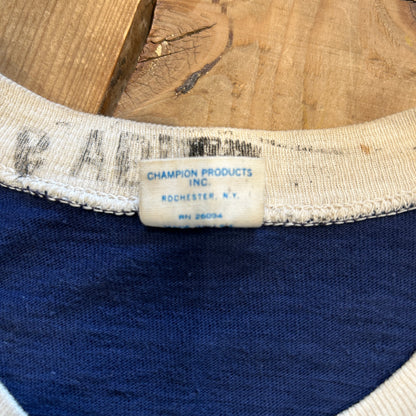 CHAMPION PRODUCTS
INC.
ROCHESTER, N.Y.
RN 26094